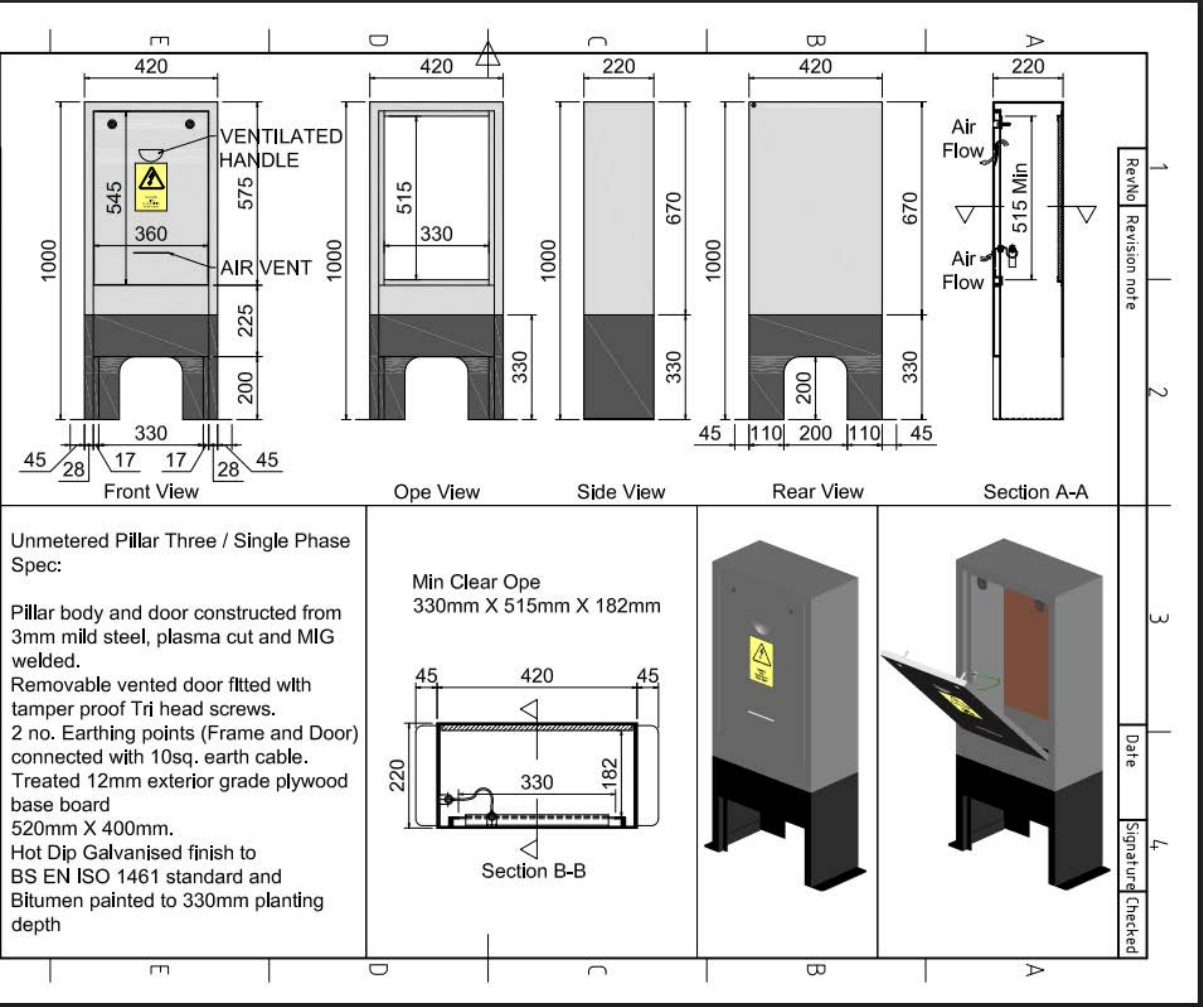 E D C B A
420 420 220 420 220
VENTILATED
HANDLE
545
575
360
AIR VENT
1000
225
200
330
45 28 17 17 28 45
Front View
1000
515
330
330
Ope View
1000
670
330
Side View
1000
670
200
330
45 110 200 110 45
Rear View
Air
Flow
515 Min
Air
Flow
Section A-A
1
RevNo
Revision note
2
Unmetered Pillar Three / Single Phase
Spec:
Pillar body and door constructed from
3mm mild steel, plasma cut and MIG
welded.
Removable vented door fitted with
tamper proof Tri head screws.
2 no. Earthing points (Frame and Door)
connected with 10sq. earth cable.
Treated 12mm exterior grade plywood
base board
520mm X 400mm.
Hot Dip Galvanised finish to
BS EN ISO 1461 standard and
Bitumen painted to 330mm planting
depth
Min Clear Ope
330mm X 515mm X 182mm
45 420 45
220
330
182
Section B-B
3
Date
4
Signature
Checked
E D C B A